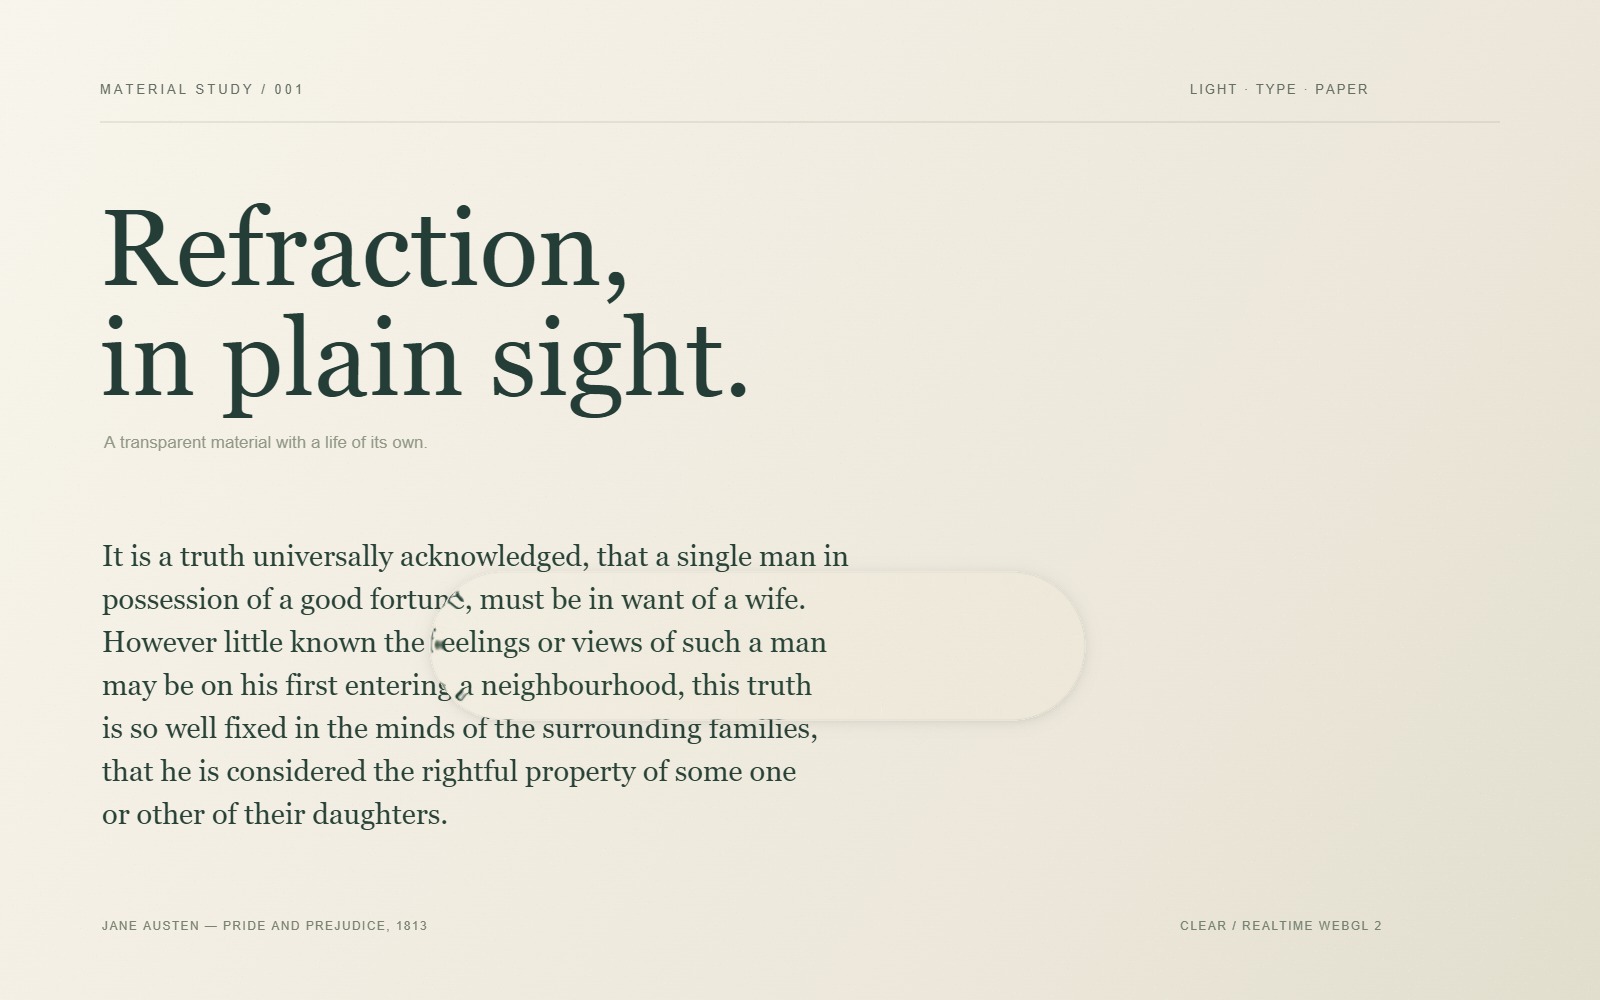 MATERIAL STUDY / 001
LIGHT · TYPE · PAPER
Refraction,
in plain sight.
A transparent material with a life of its own.
It is a truth universally acknowledged, that a single man in
possession of a good fortune, must be in want of a wife.
However little known the feelings or views of such a man
may be on his first entering a neighbourhood, this truth
is so well fixed in the minds of the surrounding families,
that he is considered the rightful property of some one
or other of their daughters.
JANE AUSTEN — PRIDE AND PREJUDICE, 1813
CLEAR / REALTIME WEBGL 2